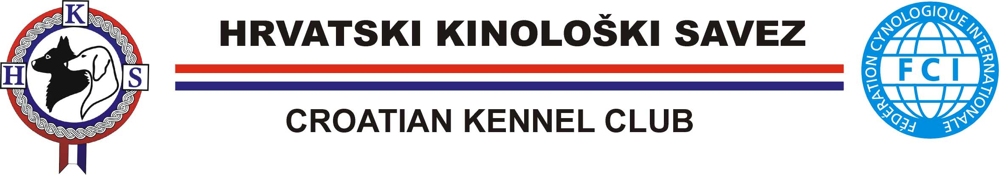 H K S
HRVATSKI KINOLOŠKI SAVEZ
CROATIAN KENNEL CLUB
FÉDÉRATION CYNOLOGIQUE INTERNATIONALE
FCI